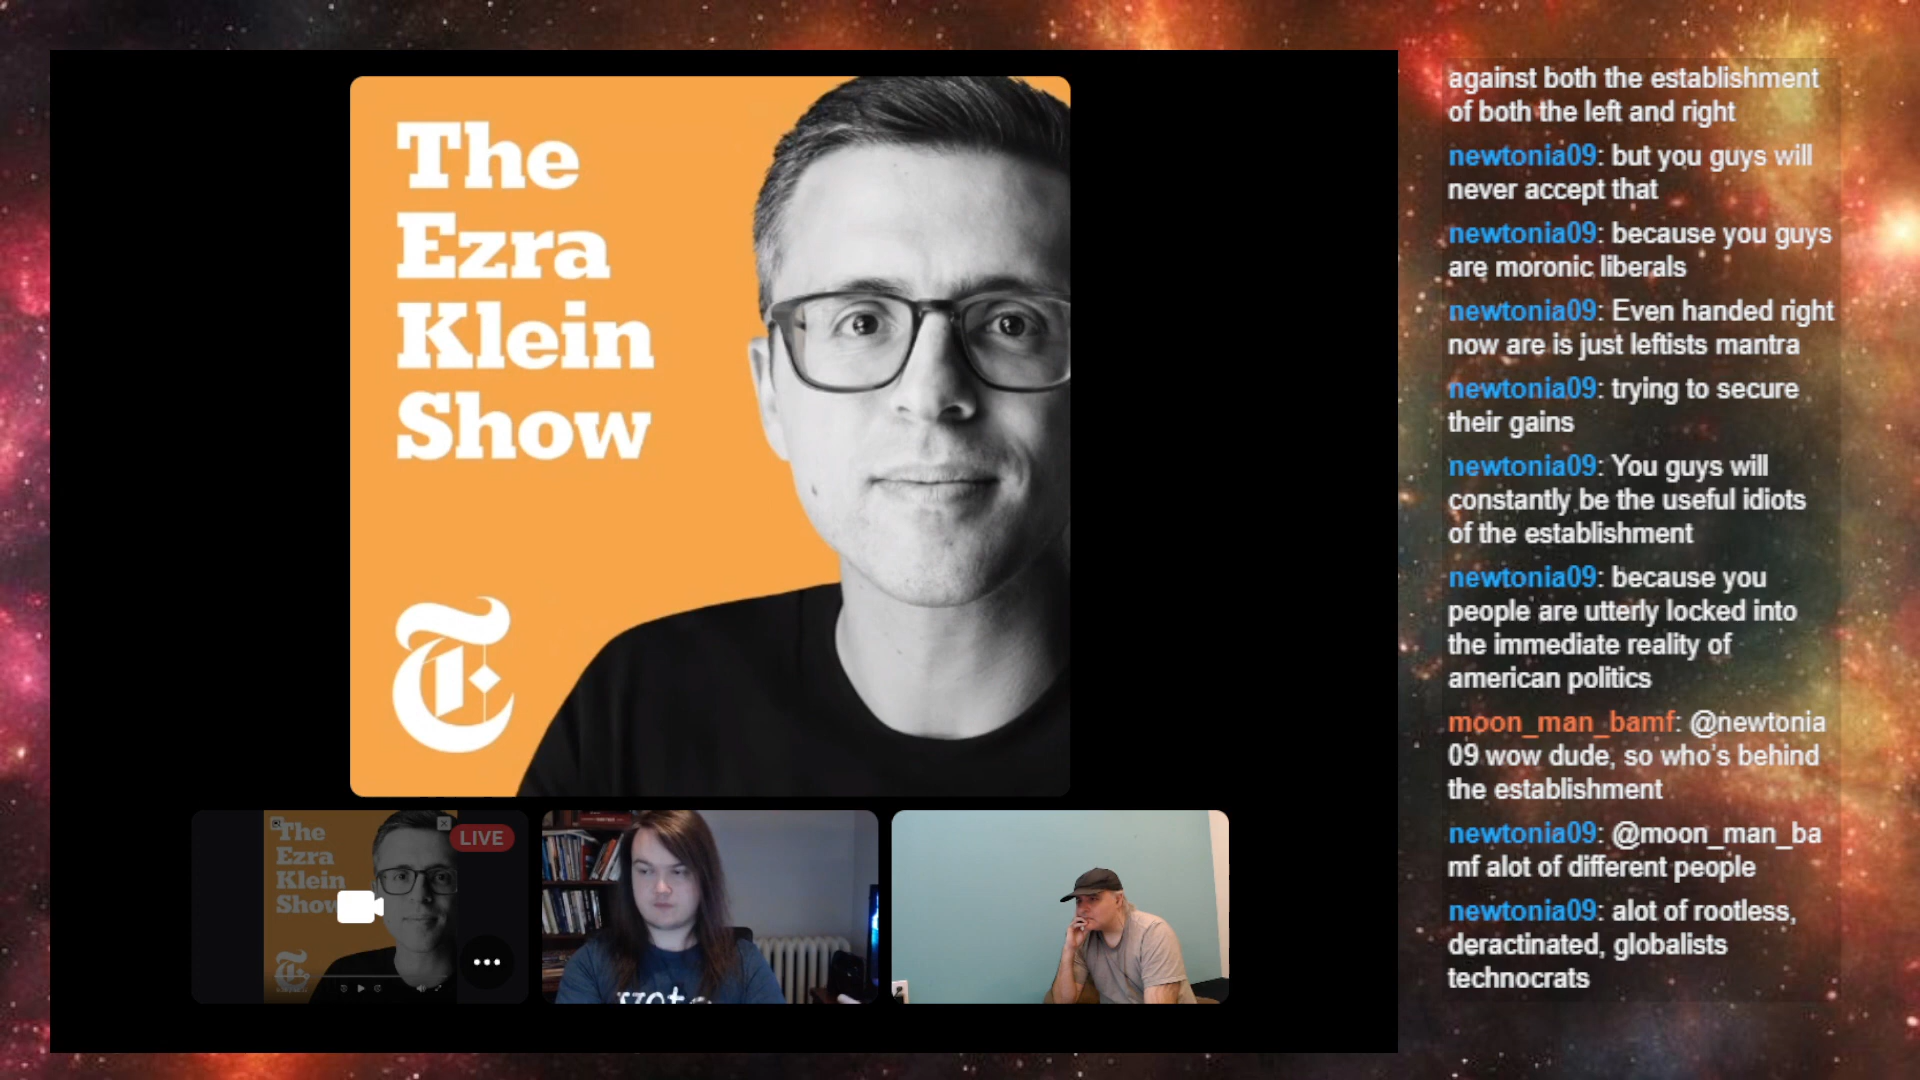 The
Ezra
Klein
Show
T
The
Ezra
Klein
Show
T
LIVE
vote
against both the establishment
of both the left and right
newtonia09: but you guys will
never accept that
newtonia09: because you guys
are moronic liberals
newtonia09: Even handed right
now are is just leftists mantra
newtonia09: trying to secure
their gains
newtonia09: You guys will
constantly be the useful idiots
of the establishment
newtonia09: because you
people are utterly locked into
the immediate reality of
american politics
moon_man_bamf: @newtonia
09 wow dude, so who's behind
the establishment
newtonia09: @moon_man_ba
mf alot of different people
newtonia09: alot of rootless,
deractinated, globalists
technocrats